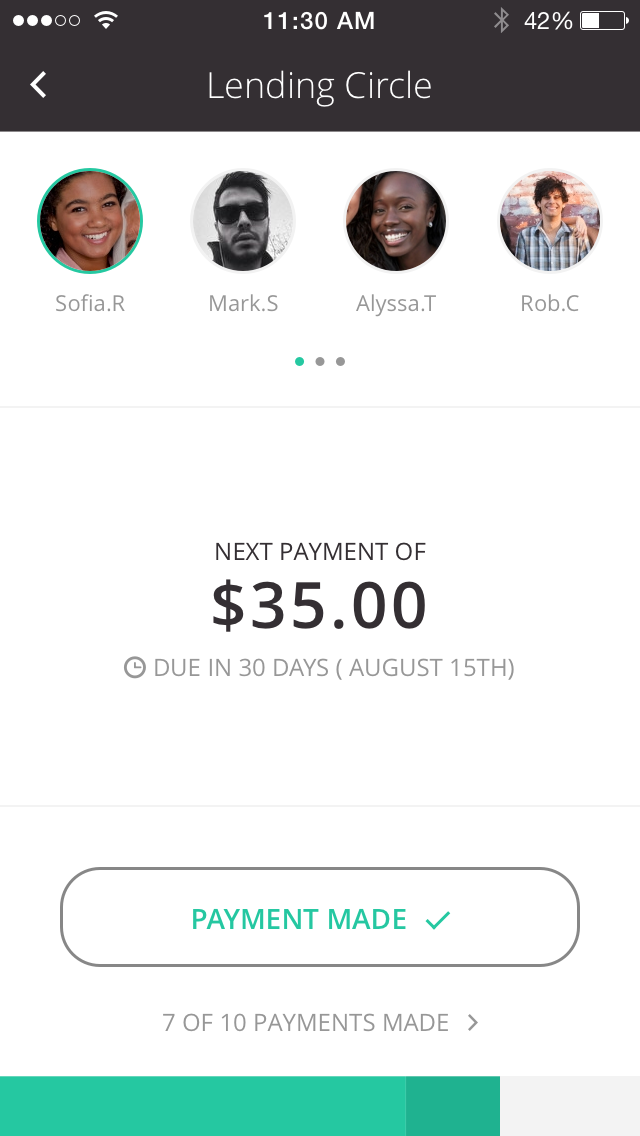 11:30 AM 42%
Lending Circle
Sofia.R Mark.S Alyssa.T Rob.C
NEXT PAYMENT OF
$35.00
DUE IN 30 DAYS ( AUGUST 15TH)
PAYMENT MADE
7 OF 10 PAYMENTS MADE